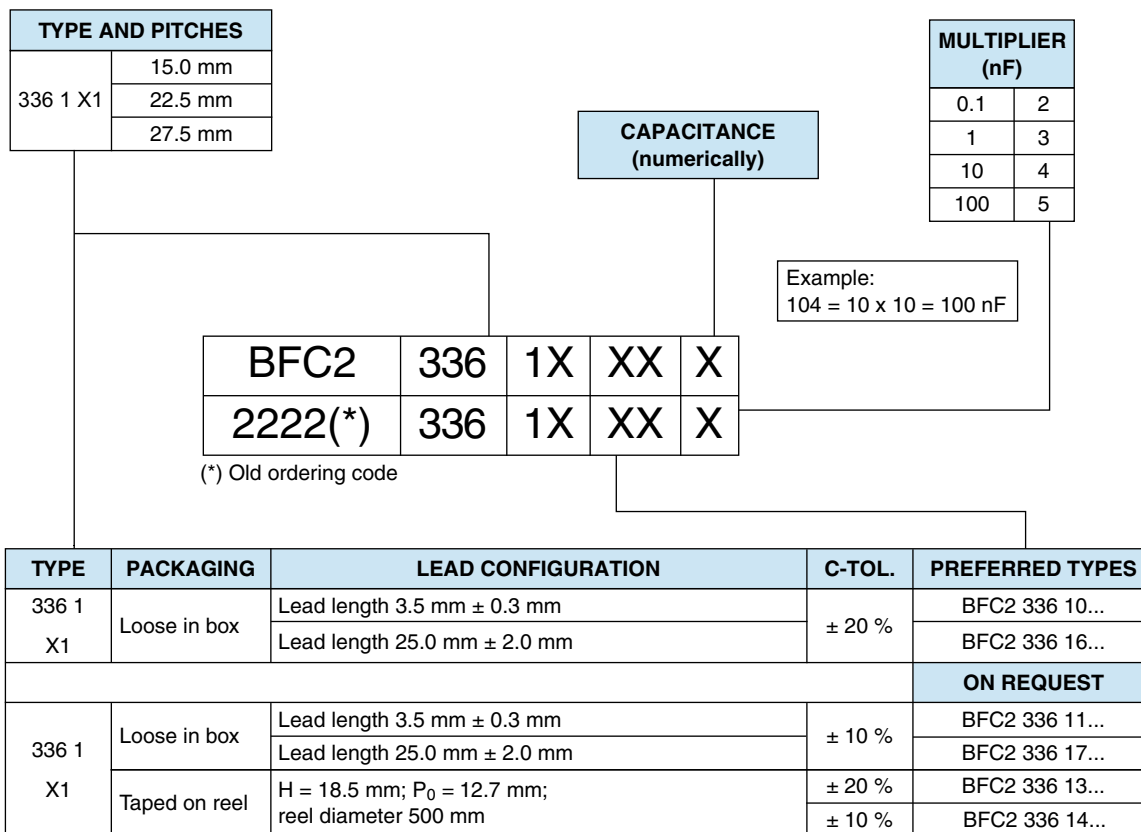 TYPE AND PITCHES
336 1 X1
15.0 mm
22.5 mm
27.5 mm
MULTIPLIER
(nF)
0.1 2
1 3
10 4
100 5
CAPACITANCE
(numerically)
Example:
104 = 10 x 10 = 100 nF
BFC2 336 1X XX X
2222(*) 336 1X XX X
(*) Old ordering code
TYPE PACKAGING LEAD CONFIGURATION C-TOL. PREFERRED TYPES
336 1
X1
Loose in box
Lead length 3.5 mm ± 0.3 mm
Lead length 25.0 mm ± 2.0 mm
± 20 %
BFC2 336 10...
BFC2 336 16...
ON REQUEST
336 1
X1
Loose in box
Lead length 3.5 mm ± 0.3 mm
Lead length 25.0 mm ± 2.0 mm
± 10 %
BFC2 336 11...
BFC2 336 17...
Taped on reel
H = 18.5 mm; P₀ = 12.7 mm;
reel diameter 500 mm
± 20 %
BFC2 336 13...
± 10 %
BFC2 336 14...